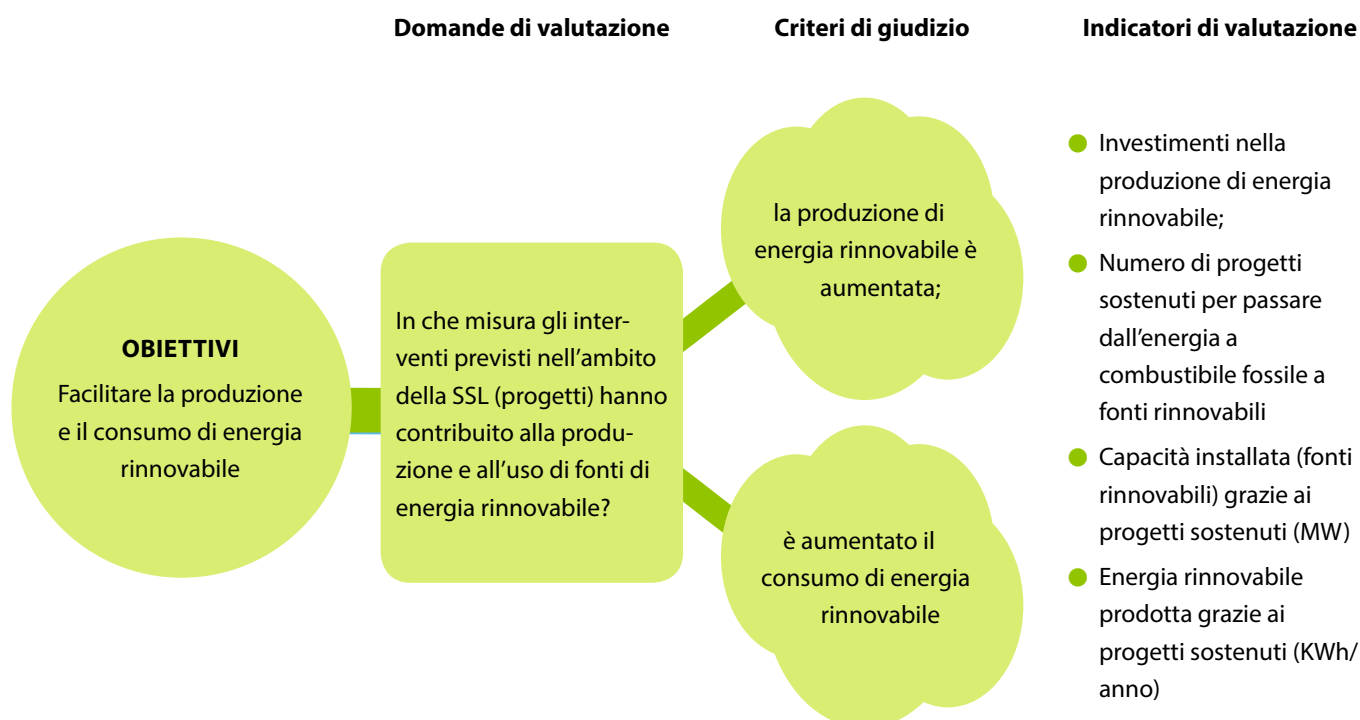 Domande di valutazione
Criteri di giudizio
Indicatori di valutazione
OBIETTIVI
Facilitare la produzione
e il consumo di energia
rinnovabile
In che misura gli inter-
venti previsti nell'ambito
della SSL (progetti) hanno
contribuito alla produ-
zione e all'uso di fonti di
energia rinnovabile?
la produzione di
energia rinnovabile è
aumentata;
è aumentato il
consumo di energia
rinnovabile
Investimenti nella
produzione di energia
rinnovabile;
Numero di progetti
sostenuti per passare
dall'energia a
combustibile fossile a
fonti rinnovabili
Capacità installata (fonti
rinnovabili) grazie ai
progetti sostenuti (MW)
Energia rinnovabile
prodotta grazie ai
progetti sostenuti (KWh/
anno)